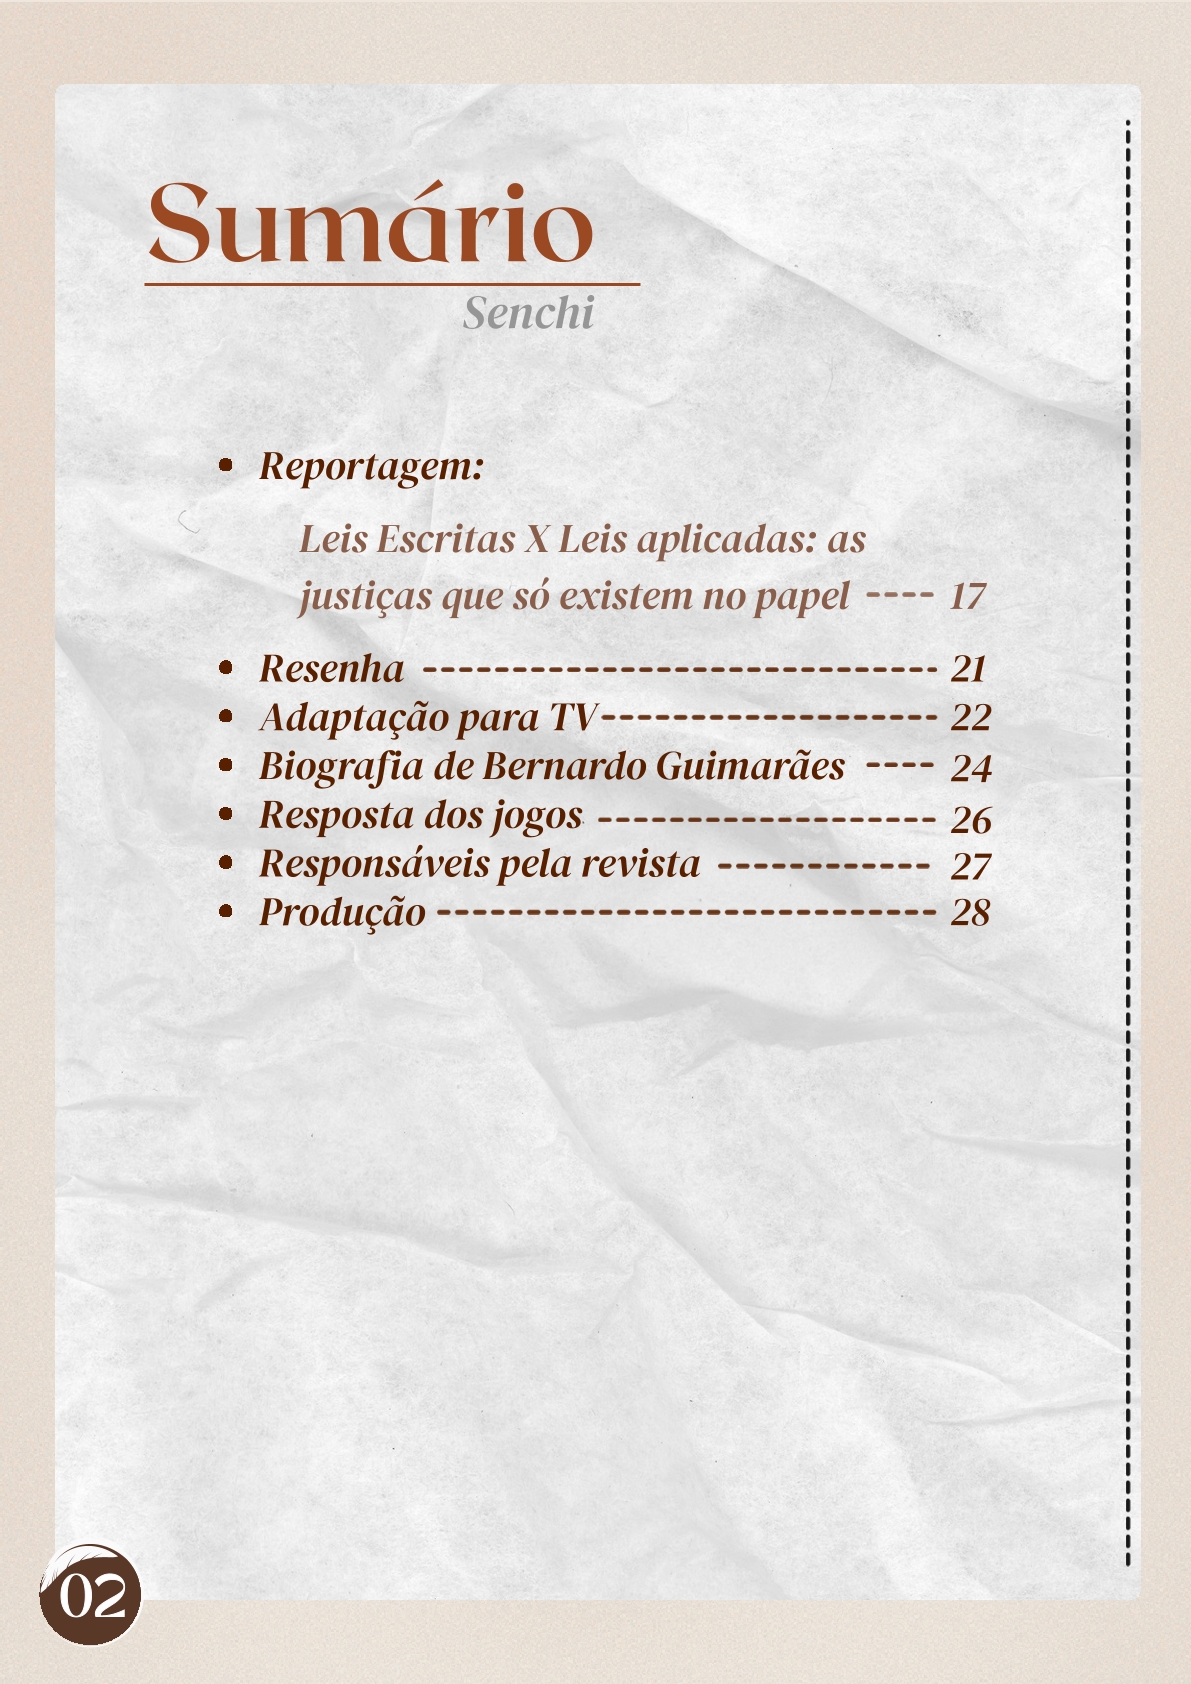 Sumário
Senchi
• Reportagem:
Leis Escritas X Leis aplicadas: as
justiças que só existem no papel ---- 17
• Resenha ---------------------------- 21
• Adaptação para TV------------------- 22
• Biografia de Bernardo Guimarães ---- 24
• Resposta dos jogos ------------------- 26
• Responsáveis pela revista ------------ 27
• Produção ---------------------------- 28
02